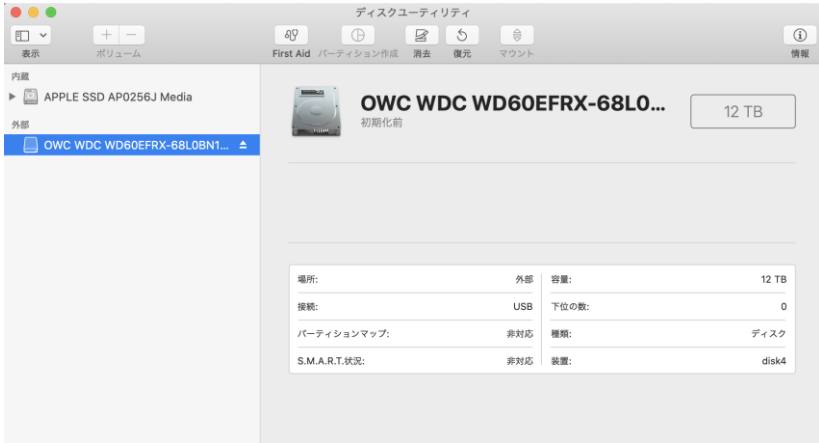 ディスクユーティリティ
表示 ボリューム First Aid パーティション作成 消去 復元 マウント 情報
内蔵
APPLE SSD AP0256J Media
外部
OWC WDC WD60EFRX-68L0BN1...
OWC WDC WD60EFRX-68L0...
初期化前
12 TB
場所: 外部 容量: 12 TB
接続: USB 下位の数: 0
パーティションマップ: 非対応 種類: ディスク
S.M.A.R.T.状況: 非対応 装置: disk4